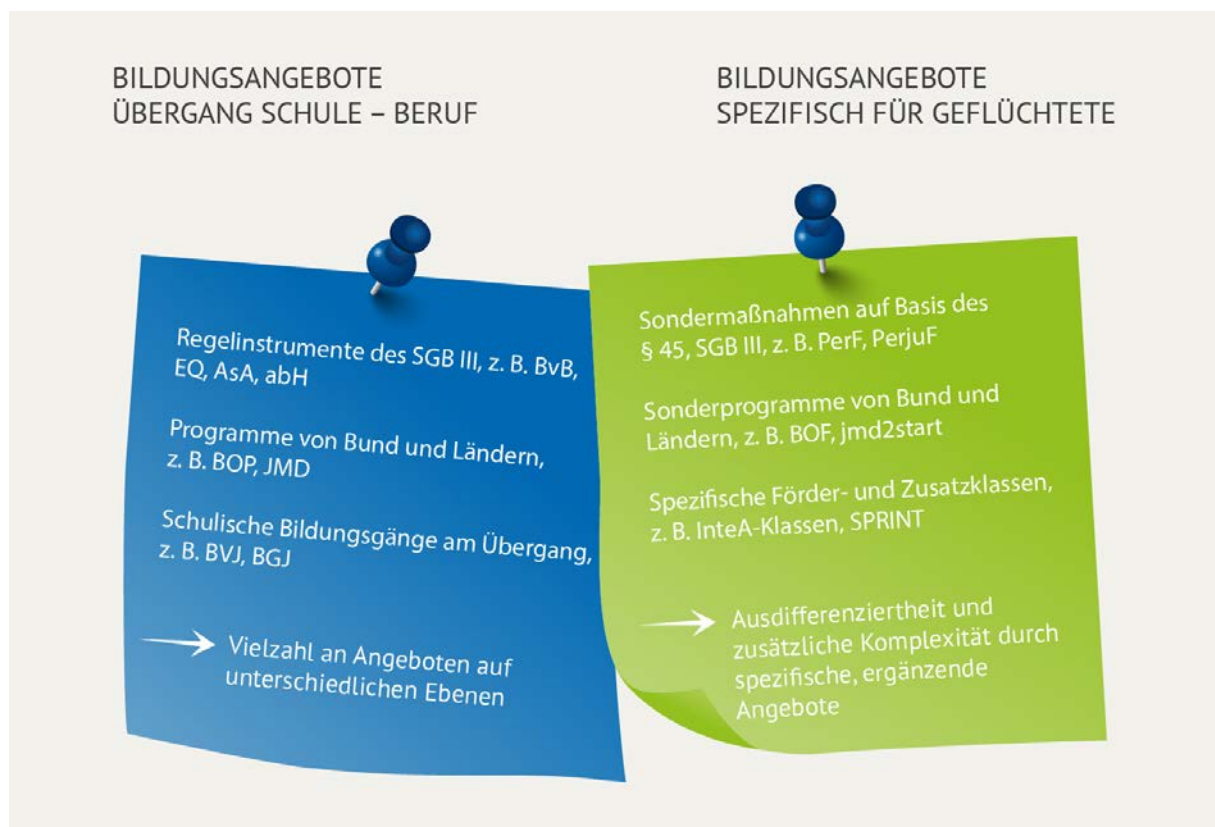 BILDUNGSANGEBOTE
ÜBERGANG SCHULE – BERUF
Regelinstrumente des SGB III, z. B. BvB,
EQ, AsA, abH
Programme von Bund und Ländern,
z. B. BOP, JMD
Schulische Bildungsgänge am Übergang,
z. B. BVJ, BGJ
Vielzahl an Angeboten auf
unterschiedlichen Ebenen
BILDUNGSANGEBOTE
SPEZIFISCH FÜR GEFLÜCHTETE
Sondermaßnahmen auf Basis des
§ 45, SGB III, z. B. PerF, PerjuF
Sonderprogramme von Bund und
Ländern, z. B. BOF, jmd2start
Spezifische Förder- und Zusatzklassen,
z. B. InteA-Klassen, SPRINT
Ausdifferenziertheit und
zusätzliche Komplexität durch
spezifische, ergänzende
Angebote